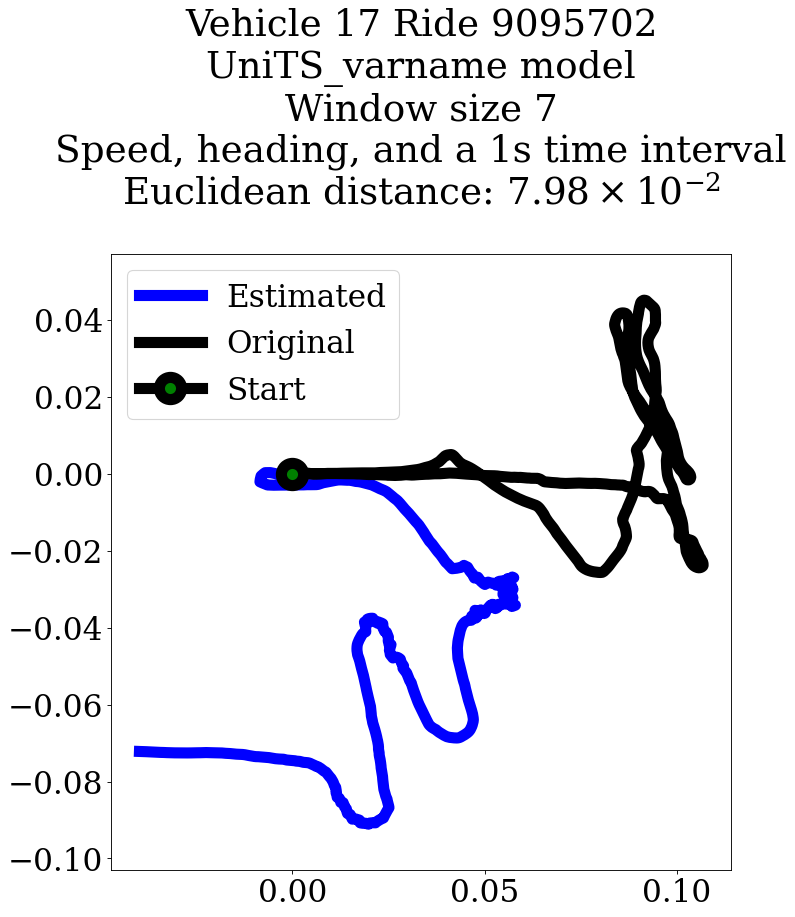 Vehicle 17 Ride 9095702
UniTS_varname model
Window size 7
Speed, heading, and a 1s time interval
Euclidean distance: 7.98 × 10⁻²
Estimated
Original
Start
0.04
0.02
0.00
−0.02
−0.04
−0.06
−0.08
−0.10
0.00 0.05 0.10